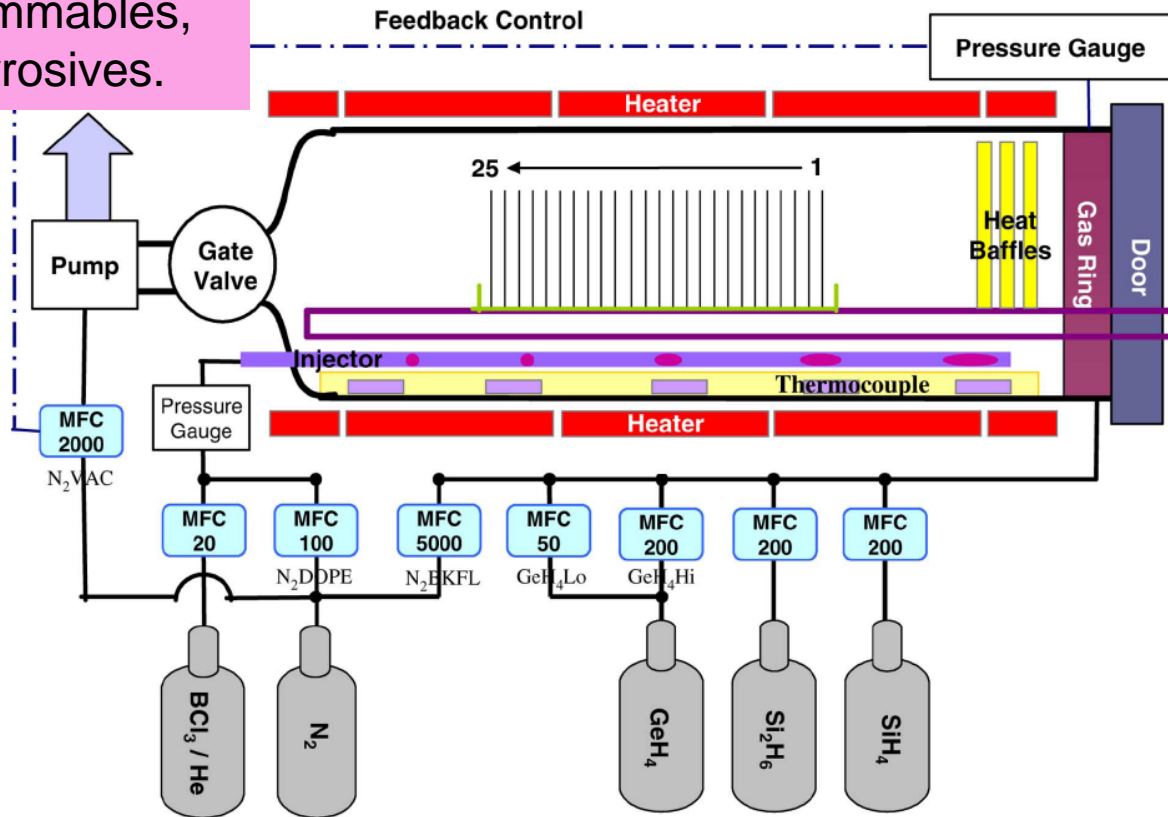 mmables,
rrosives.
Feedback Control
Pressure Gauge
Heater
25
1
Heat
Baffles
Gas Ring
Door
Gate
Valve
Pump
Injector
Thermocouple
Pressure
Gauge
Heater
MFC
2000
N₂VAC
MFC
20
MFC
100
N₂DOPE
MFC
5000
N₂BKFL
MFC
50
GeH₄Lo
MFC
200
GeH₄Hi
MFC
200
MFC
200
BCl₃ / He
N₂
GeH₄
Si₂H₆
SiH₄